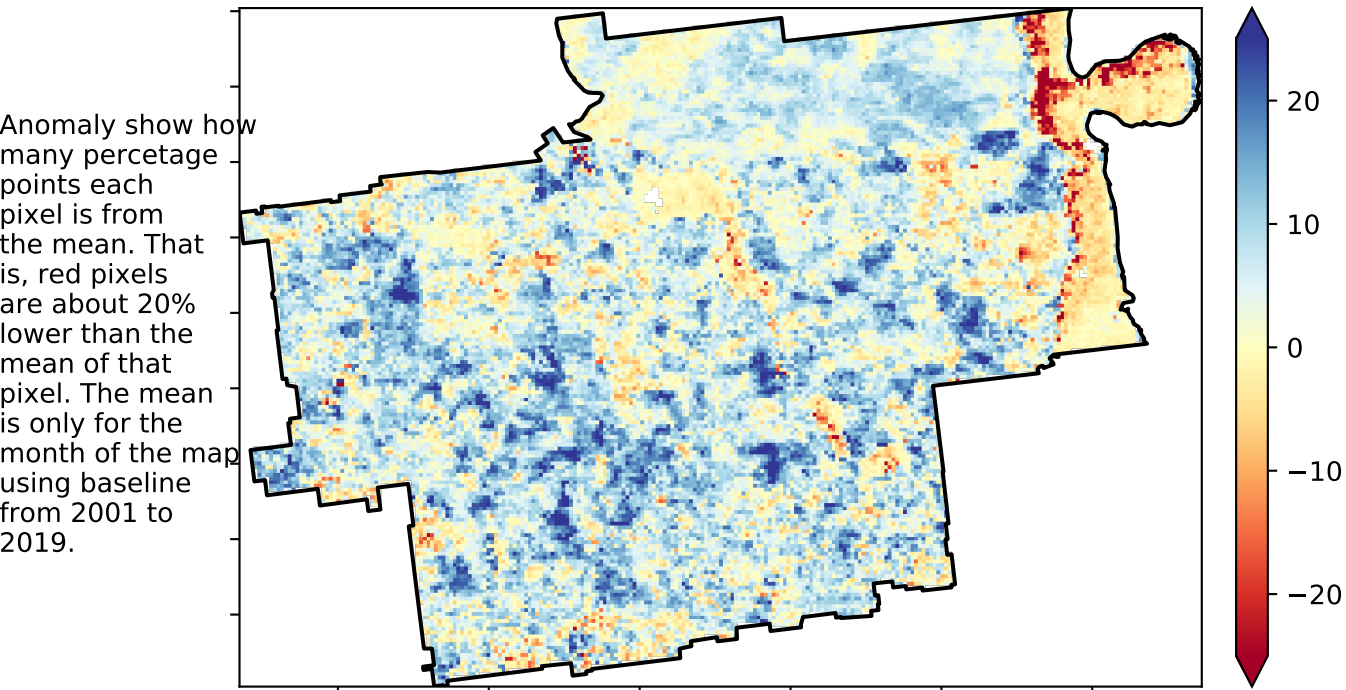 Anomaly show how
many percetage
points each
pixel is from
the mean. That
is, red pixels
are about 20%
lower than the
mean of that
pixel. The mean
is only for the
month of the map
using baseline
from 2001 to
2019.
20
10
0
−10
−20